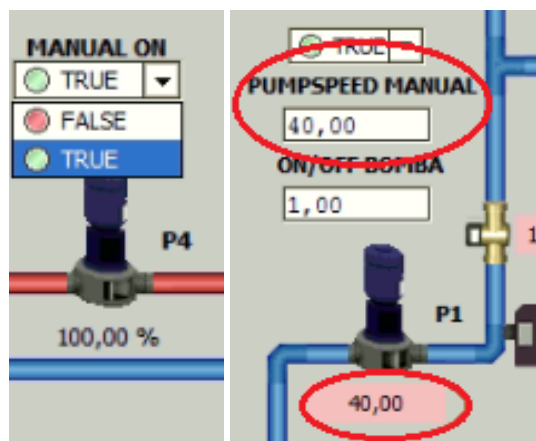 MANUAL ON
TRUE
FALSE
TRUE
P4
100,00 %
TRUE
PUMPSPEED MANUAL
40,00
ON/OFF BOMBA
1,00
P1
1
40,00